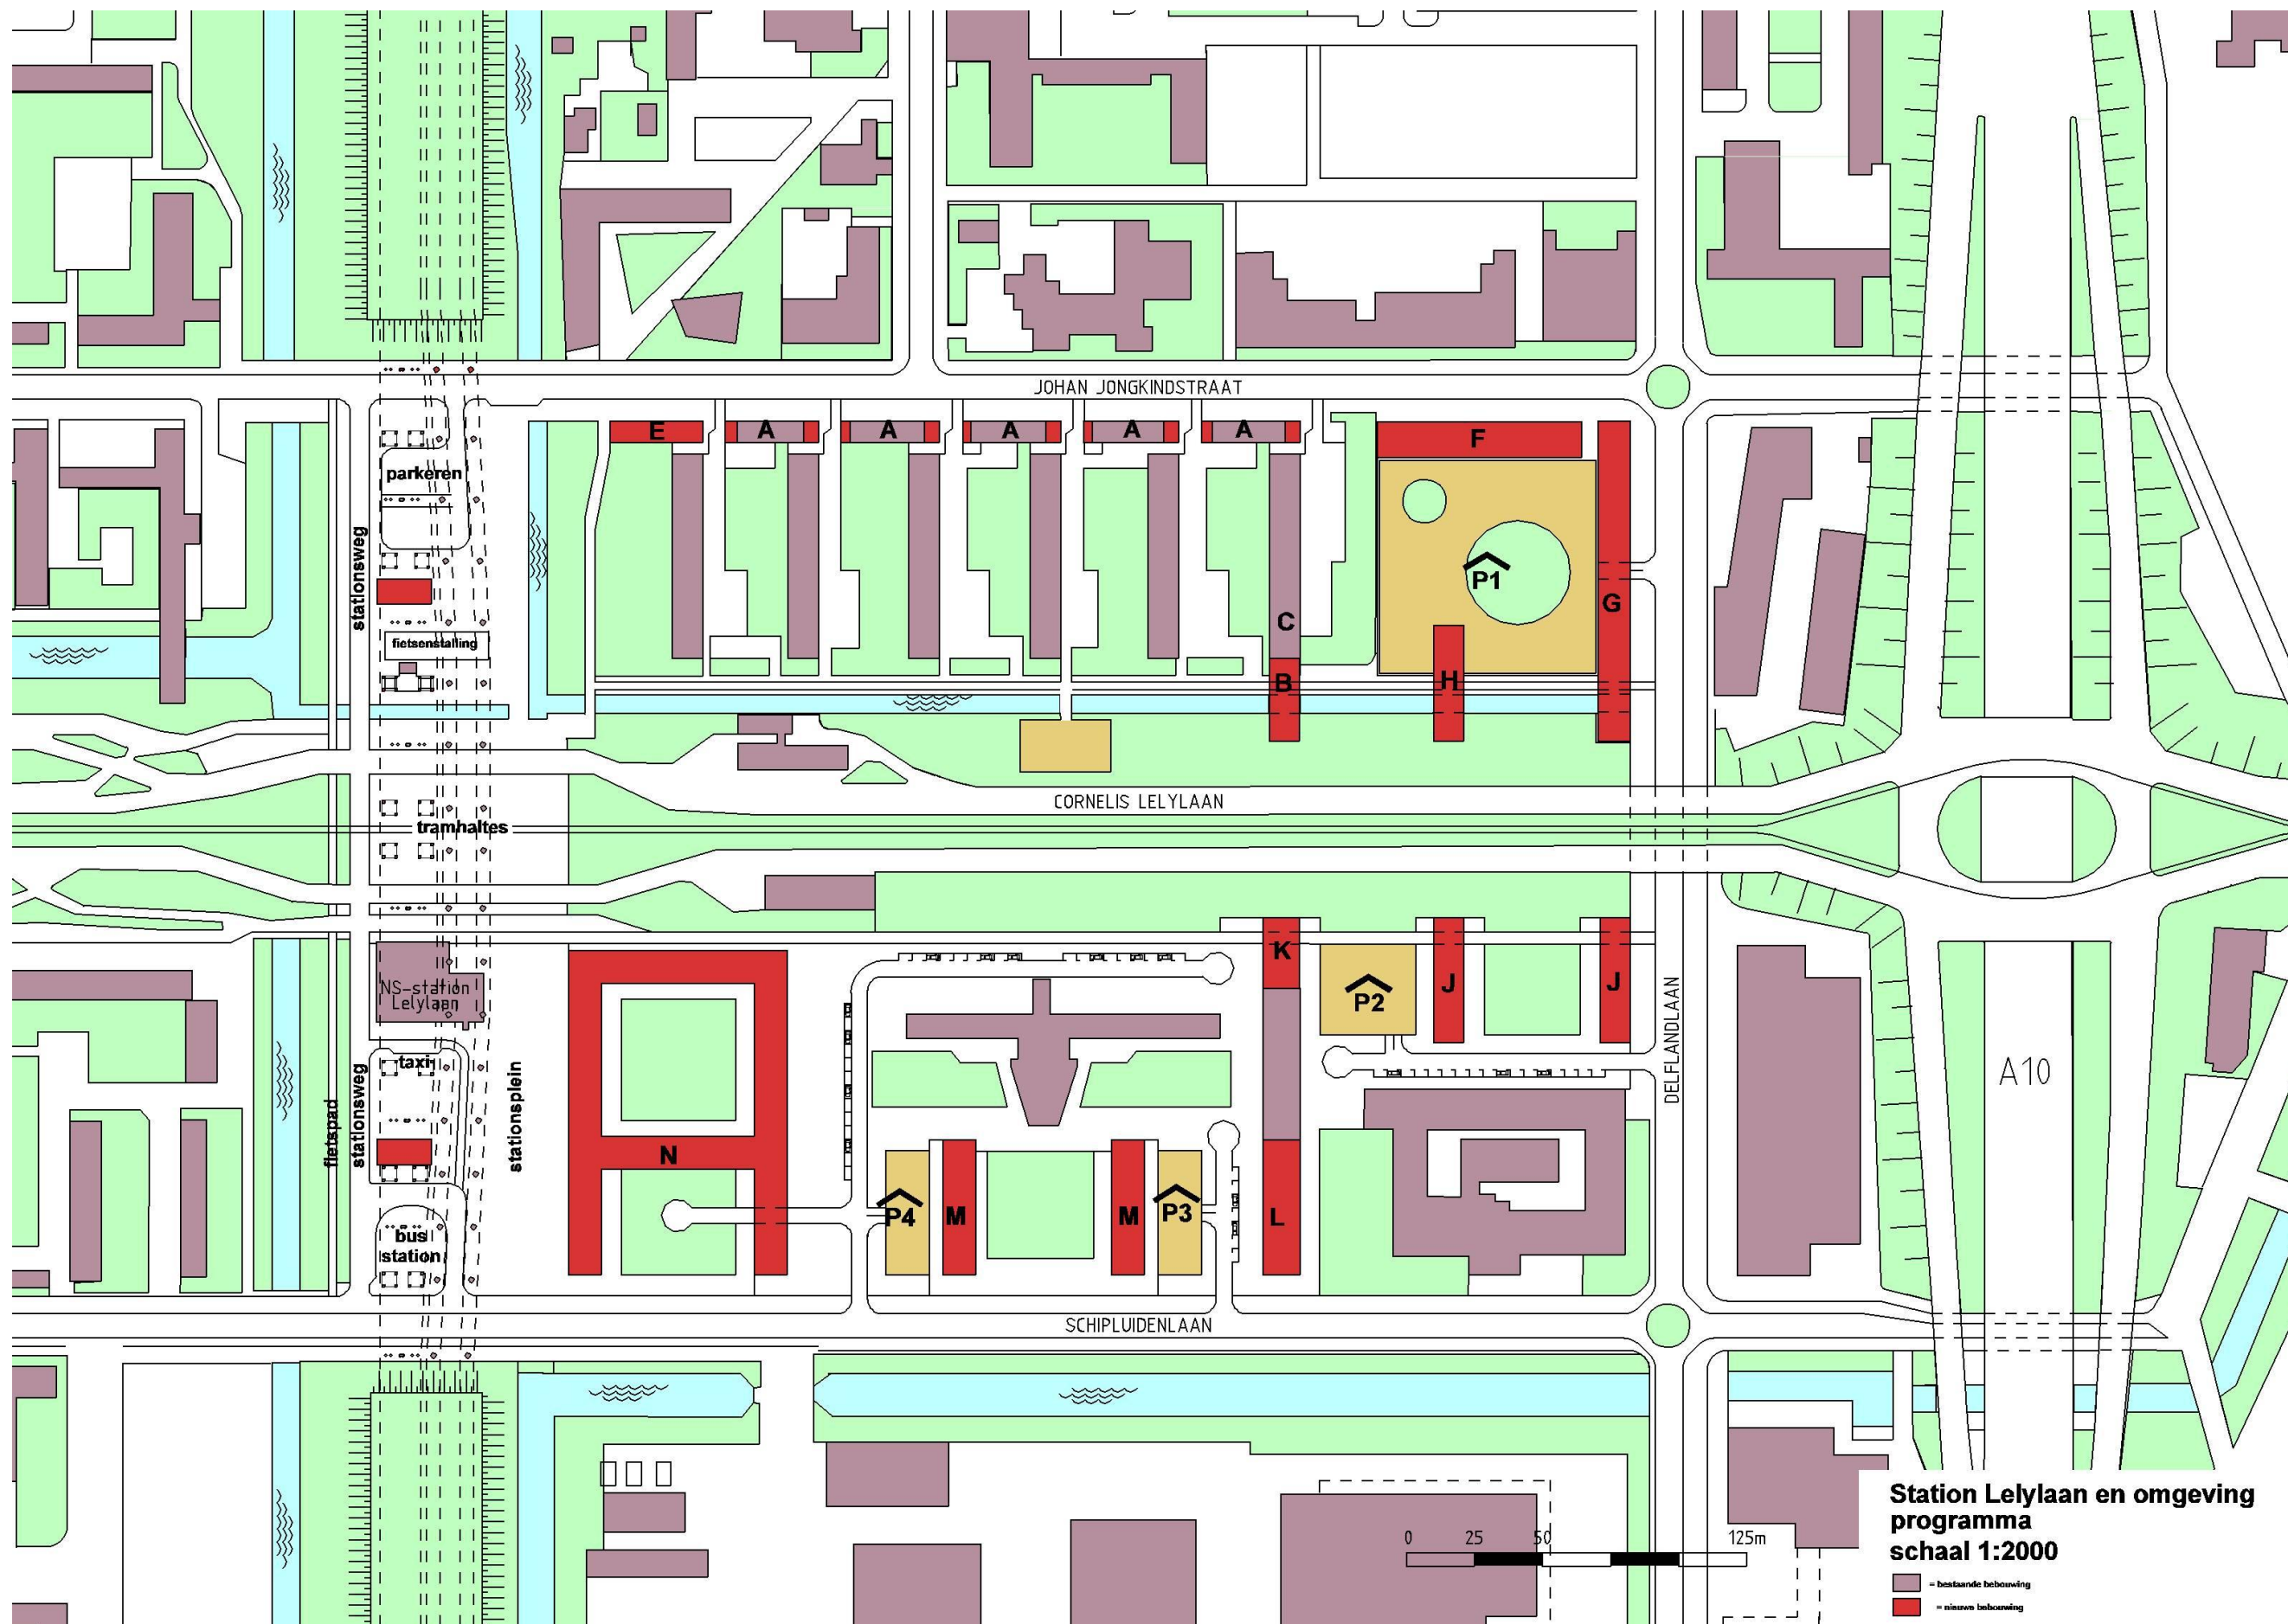 JOHAN JONGKINDSTRAAT
E
A
A
A
A
A
F
parkeren
stationsweg
P1
G
fietsenstalling
C
B
H
CORNELIS LELYLAAN
tramhaltes
K
NS-station
Lelylaan
J
J
P2
DELFLANDLAAN
A10
taxi
stationsplein
fietspad
stationsweg
N
P4
M
M
P3
L
bus
station
SCHIPLUIDENLAAN
0 25 50 125m
Station Lelylaan en omgeving
programma
schaal 1:2000
= bestaande bebouwing
= nieuwe bebouwing